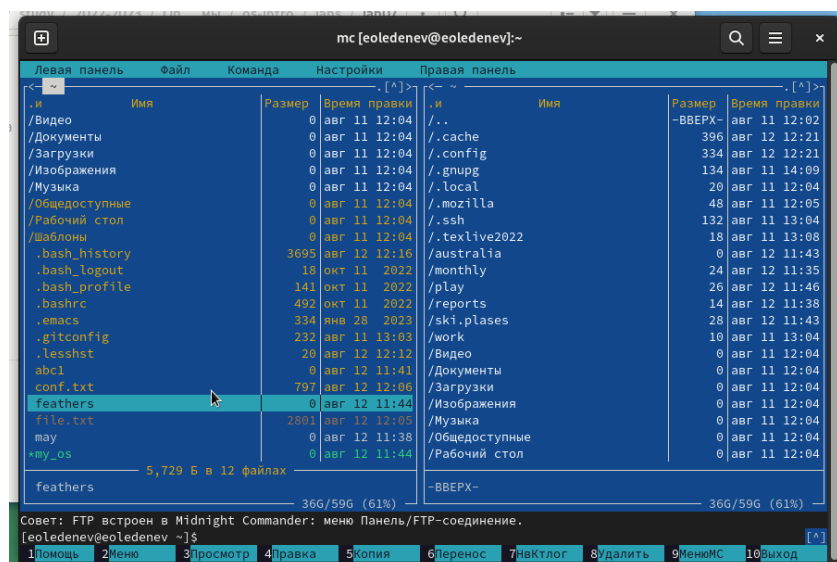 study / 2022-2023 / Оп… мы / os-intro / labs / lab07
mc [eoledenev@eoledenev]:~
Левая панель Файл Команда Настройки Правая панель
<— ~ .[^]> <— ~ .[^]>
.и Имя Размер Время правки .и Имя Размер Время правки
/Видео 0 авг 11 12:04 /.. -ВВЕРХ- авг 11 12:02
/Документы 0 авг 11 12:04 /.cache 396 авг 12 12:21
/Загрузки 0 авг 11 12:04 /.config 334 авг 12 12:21
/Изображения 0 авг 11 12:04 /.gnupg 134 авг 11 14:09
/Музыка 0 авг 11 12:04 /.local 20 авг 11 12:04
/Общедоступные 0 авг 11 12:04 /.mozilla 48 авг 11 12:05
/Рабочий стол 0 авг 11 12:04 /.ssh 132 авг 11 13:04
/Шаблоны 0 авг 11 12:04 /.texlive2022 18 авг 11 13:08
.bash_history 3695 авг 12 12:16 /australia 0 авг 12 11:43
.bash_logout 18 окт 11 2022 /monthly 24 авг 12 11:35
.bash_profile 141 окт 11 2022 /play 26 авг 12 11:46
.bashrc 492 окт 11 2022 /reports 14 авг 12 11:38
.emacs 334 янв 28 2023 /ski.plases 28 авг 12 11:43
.gitconfig 232 авг 11 13:03 /work 10 авг 11 13:04
.lesshst 20 авг 12 12:12 /Видео 0 авг 11 12:04
abc1 0 авг 12 11:41 /Документы 0 авг 11 12:04
conf.txt 797 авг 12 12:06 /Загрузки 0 авг 11 12:04
feathers 0 авг 12 11:44 /Изображения 0 авг 11 12:04
file.txt 2801 авг 12 12:05 /Музыка 0 авг 11 12:04
may 0 авг 12 11:38 /Общедоступные 0 авг 11 12:04
*my_os 0 авг 12 11:44 /Рабочий стол 0 авг 11 12:04
5,729 Б в 12 файлах
feathers -ВВЕРХ-
36G/59G (61%) 36G/59G (61%)
Совет: FTP встроен в Midnight Commander: меню Панель/FTP-соединение.
[eoledenev@eoledenev ~]$ [^]
1Помощь 2Меню 3Просмотр 4Правка 5Копия 6Перенос 7НвКтлог 8Удалить 9МенюMC 10Выход